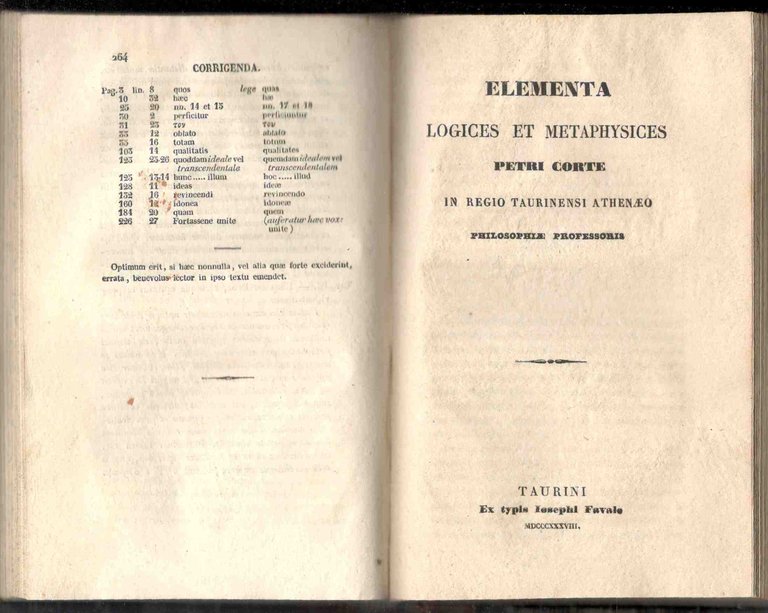 264
CORRIGENDA.
Pag. 3 lin. 8 quos lege quas
10 32 hæc hæ
25 20 nn. 14 et 15 nn. 17 et 18
30 2 perficitur perficiuntur
31 23 του του
33 12 oblato ablato
35 16 totam totum
103 14 qualitatis qualitates
123 25-26 quoddam ideale vel quemdam idealem vel
transcendentale transcendentalem
125 13-14 hunc ..... illum hoc ..... illud
128 11 ideas ideæ
132 16 revincendi revincendo
160 12 idonea idoneæ
184 20 quam quem
226 27 Fortassene unite (auferatur hæc vox:
unite )
Optimum erit, si hæc nonnulla, vel alia quæ forte exciderint,
errata, benevolus lector in ipso textu emendet.
ELEMENTA
LOGICES ET METAPHYSICES
PETRI CORTE
IN REGIO TAURINENSI ATHENÆO
PHILOSOPHIÆ PROFESSORIS
TAURINI
Ex typis Iosephi Favale
MDCCCXXXVIII.